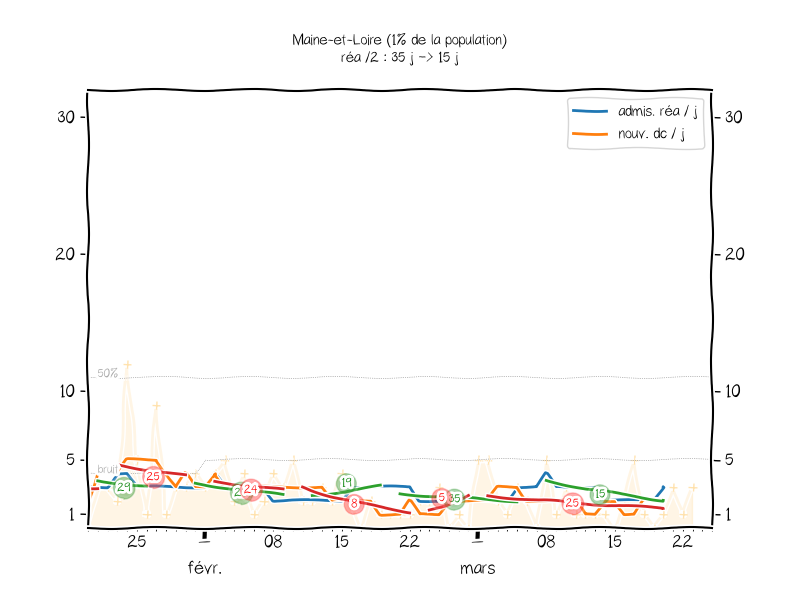 Maine-et-Loire (1% de la population)
réa /2 : 35 j -> 15 j
admis. réa / j
nouv. dc / j
30 30
20 20
50%
10 10
5 5
bruit
29 25 24 19 8 5 35 25 15
1 1
25 1 08 15 22 1 08 15 22
févr. mars